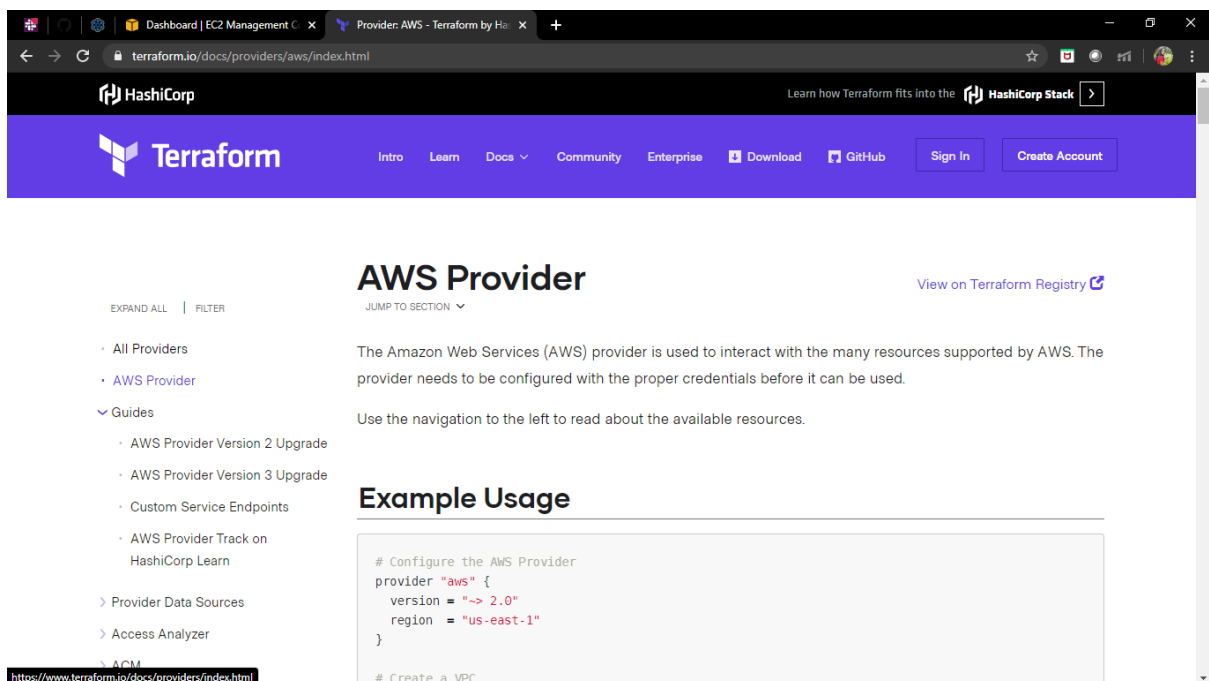 Dashboard | EC2 Management C
Provider: AWS - Terraform by Has
terraform.io/docs/providers/aws/index.html
HashiCorp
Learn how Terraform fits into the HashiCorp Stack
Terraform
Intro Learn Docs Community Enterprise Download GitHub Sign In Create Account
AWS Provider
View on Terraform Registry
JUMP TO SECTION
EXPAND ALL | FILTER
All Providers
AWS Provider
Guides
AWS Provider Version 2 Upgrade
AWS Provider Version 3 Upgrade
Custom Service Endpoints
AWS Provider Track on
HashiCorp Learn
Provider Data Sources
Access Analyzer
ACM
The Amazon Web Services (AWS) provider is used to interact with the many resources supported by AWS. The
provider needs to be configured with the proper credentials before it can be used.
Use the navigation to the left to read about the available resources.
Example Usage
# Configure the AWS Provider
provider "aws" {
  version = "~> 2.0"
  region  = "us-east-1"
}
# Create a VPC
https://www.terraform.io/docs/providers/index.html